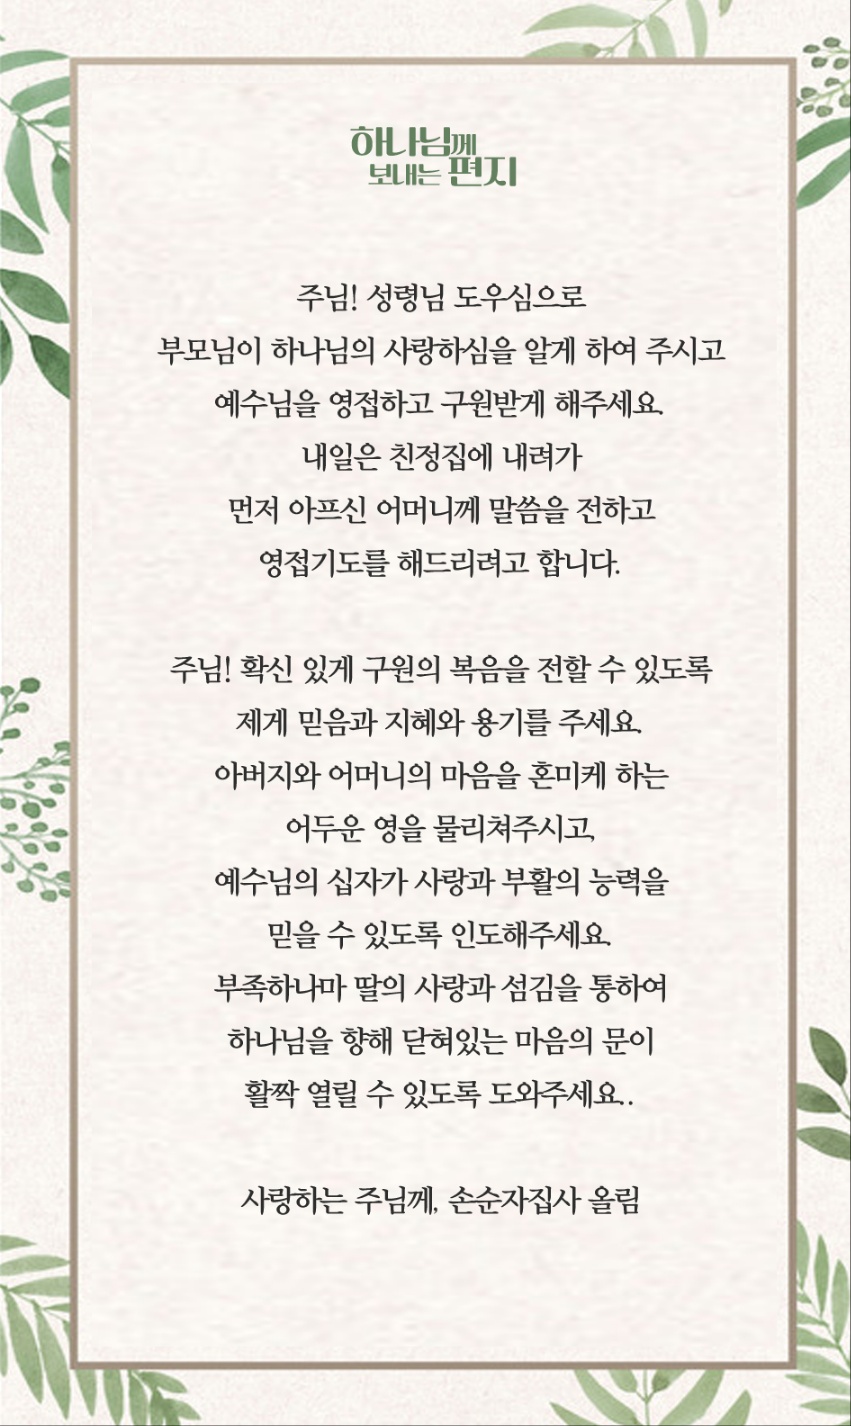 하나님께
보내는 편지
주님! 성령님 도우심으로
부모님이 하나님의 사랑하심을 알게 하여 주시고
예수님을 영접하고 구원받게 해주세요.
내일은 친정집에 내려가
먼저 아프신 어머니께 말씀을 전하고
영접기도를 해드리려고 합니다.
주님! 확신 있게 구원의 복음을 전할 수 있도록
제게 믿음과 지혜와 용기를 주세요.
아버지와 어머니의 마음을 혼미케 하는
어두운 영을 물리쳐주시고,
예수님의 십자가 사랑과 부활의 능력을
믿을 수 있도록 인도해주세요.
부족하나마 딸의 사랑과 섬김을 통하여
하나님을 향해 닫혀있는 마음의 문이
활짝 열릴 수 있도록 도와주세요..
사랑하는 주님께, 손순자집사 올림